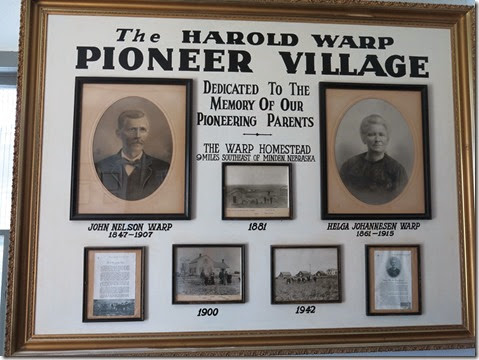 The HAROLD WARP
PIONEER VILLAGE
DEDICATED TO THE
MEMORY OF OUR
PIONEERING PARENTS
THE WARP HOMESTEAD
9 MILES SOUTHEAST OF MINDEN, NEBRASKA
JOHN NELSON WARP
1847-1907
1881
HELGA JOHANNESEN WARP
1861-1915
1900
1942